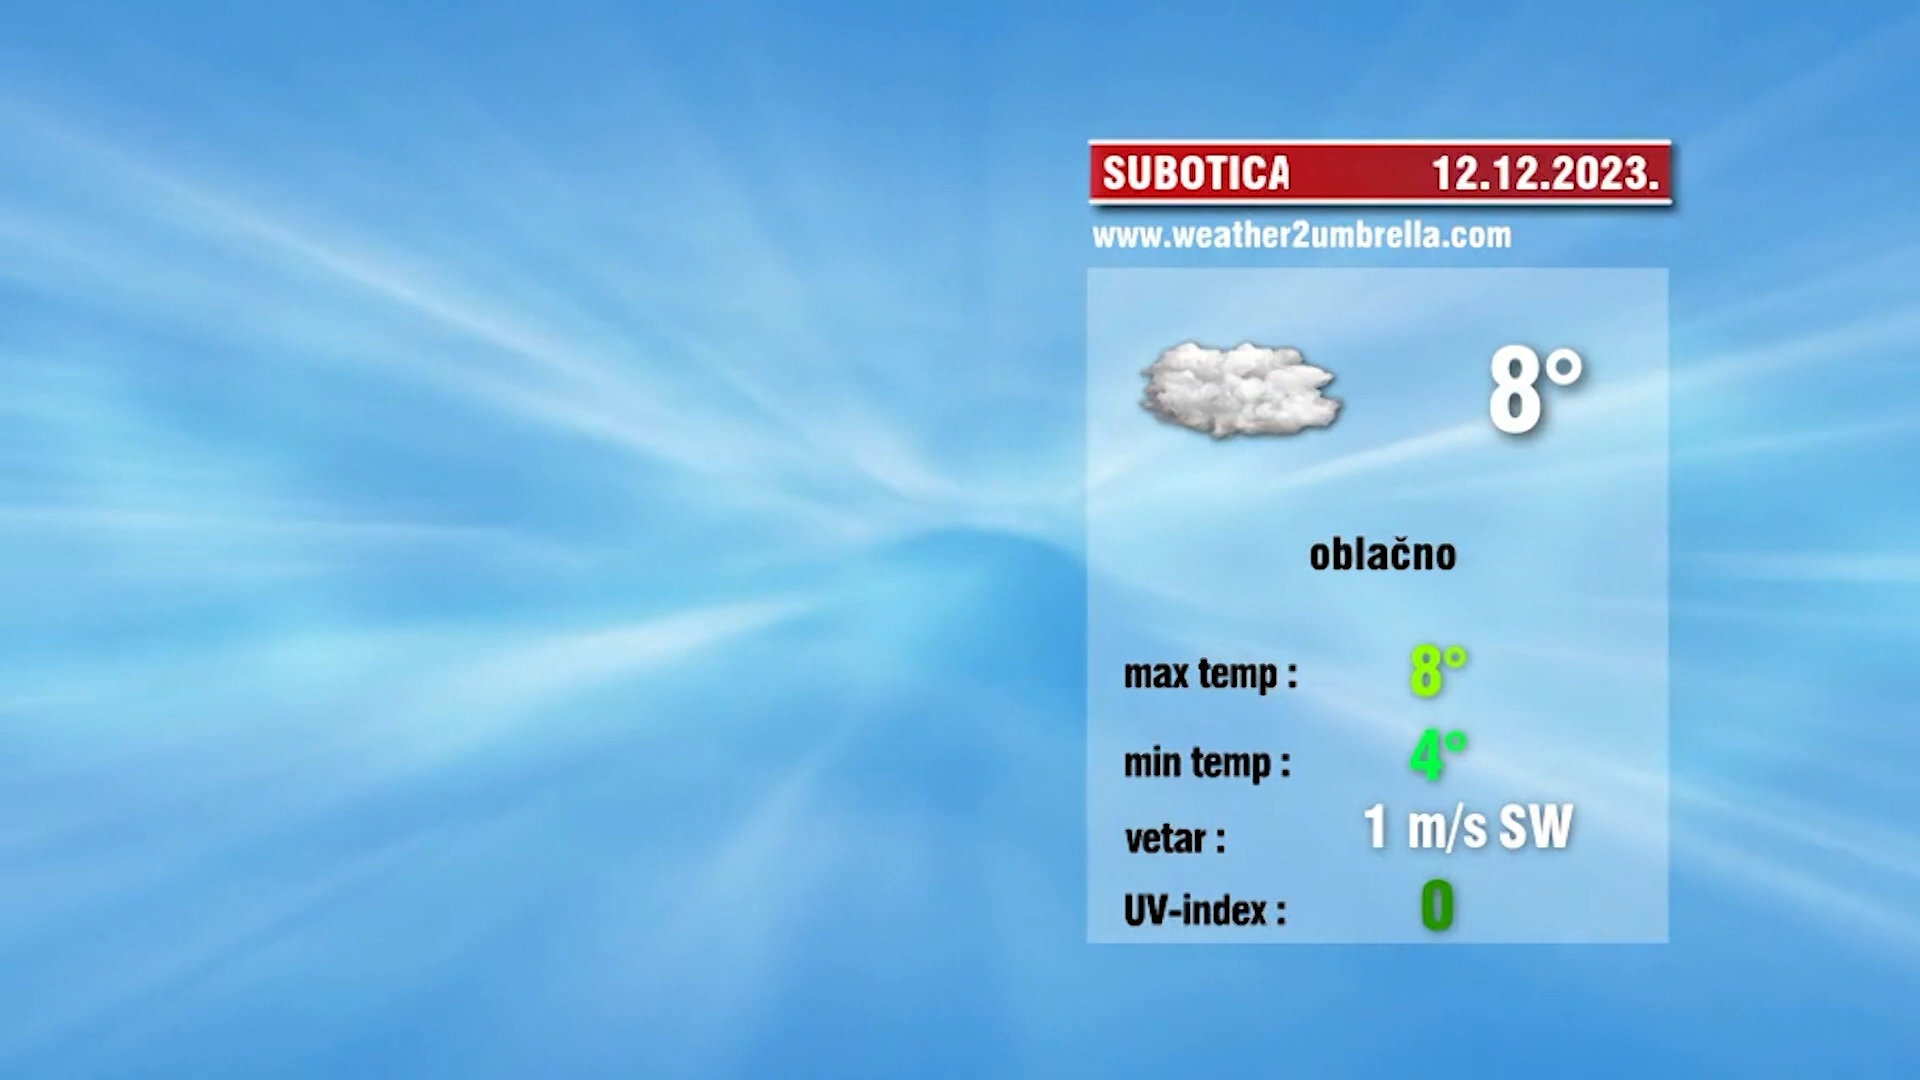 SUBOTICA 12.12.2023.
www.weather2umbrella.com
8°
oblačno
max temp : 8°
min temp : 4°
vetar : 1 m/s SW
UV-index : 0